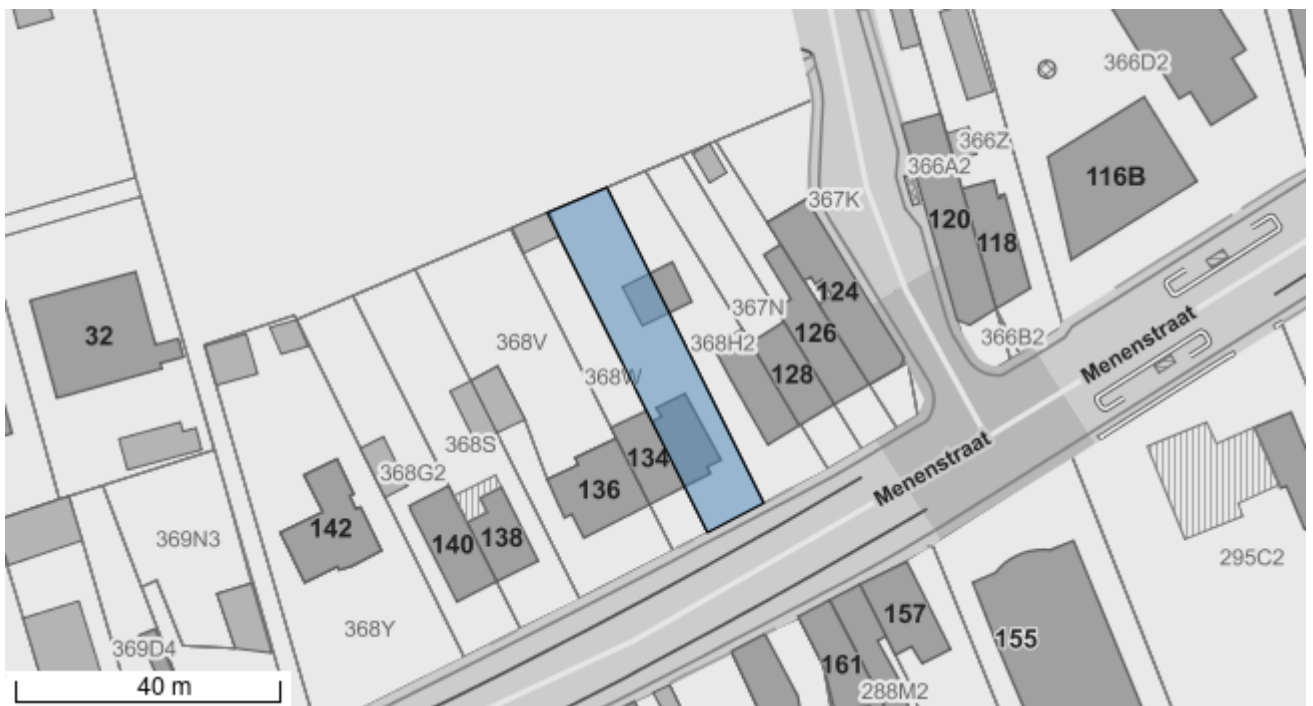 366D2
366Z
366A2
116B
367K
120
118
124
367N
32
126
366B2
Menenstraat
368V
368H2
368W
128
Menenstraat
134
368S
136
368G2
142
140
138
369N3
295C2
368Y
157
155
369D4
161
288M2
40 m